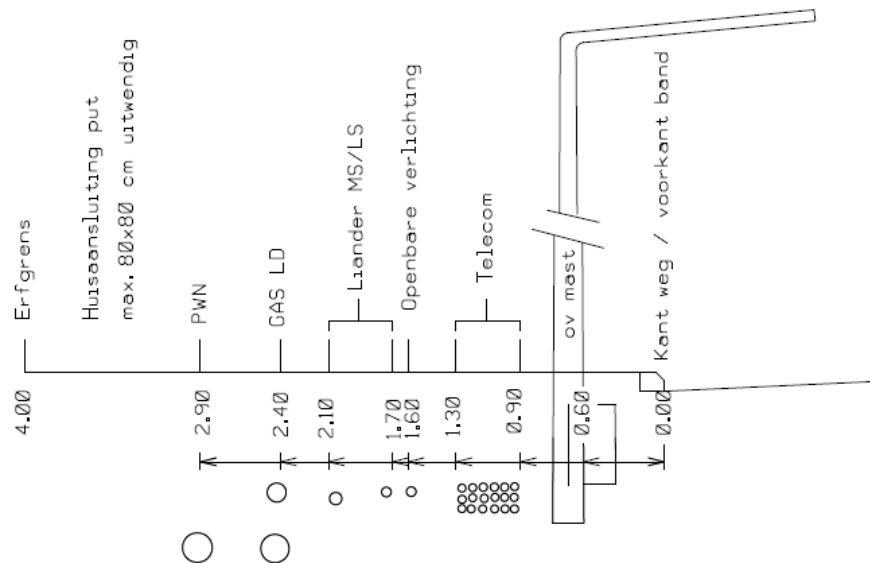 4.00 Erfgrens
Huisaansluiting put
max. 80x80 cm uitwendig
2.90 PWN
2.40 GAS LD
2.10
Liander MS/LS
1.70
1.60 Openbare verlichting
1.30
Telecom
0.90
ov mast
0.60
0.00 Kant weg / voorkant band